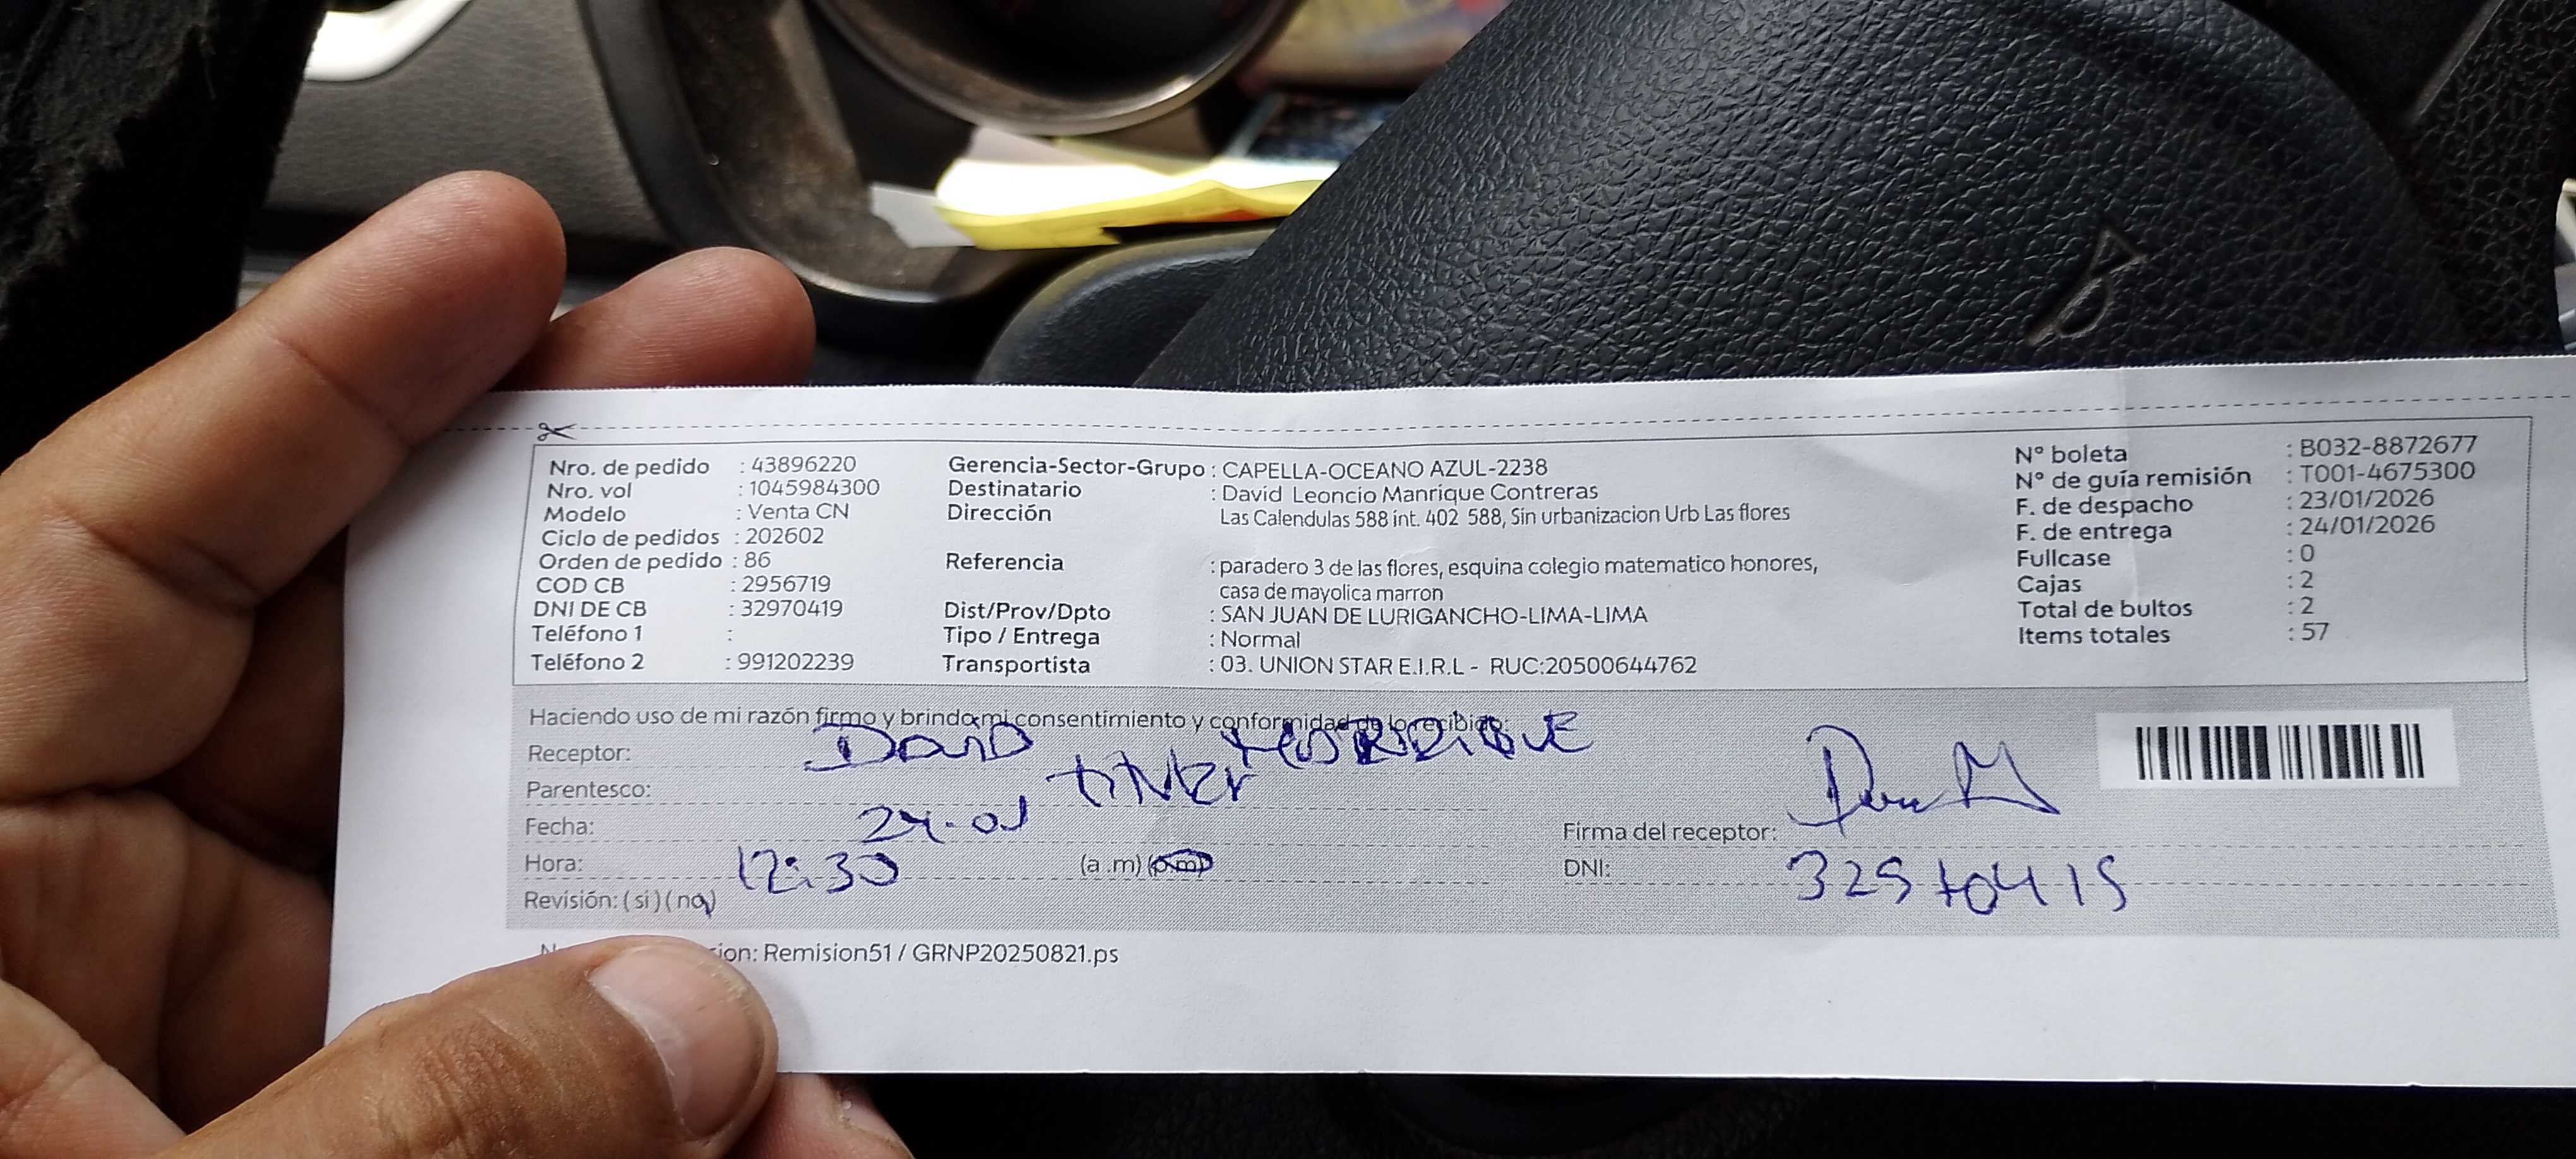 Nro. de pedido : 43896220
Nro. vol : 1045984300
Modelo : Venta CN
Ciclo de pedidos : 202602
Orden de pedido : 86
COD CB : 2956719
DNI DE CB : 32970419
Teléfono 1 :
Teléfono 2 : 991202239
Gerencia-Sector-Grupo : CAPELLA-OCEANO AZUL-2238
Destinatario : David Leoncio Manrique Contreras
Dirección Las Calendulas 588 int. 402 588, Sin urbanizacion Urb Las flores
Referencia : paradero 3 de las flores, esquina colegio matematico honores,
casa de mayolica marron
Dist/Prov/Dpto : SAN JUAN DE LURIGANCHO-LIMA-LIMA
Tipo / Entrega : Normal
Transportista : 03. UNION STAR E.I.R.L - RUC:20500644762
N° boleta : B032-8872677
N° de guía remisión : T001-4675300
F. de despacho : 23/01/2026
F. de entrega : 24/01/2026
Fullcase : 0
Cajas : 2
Total de bultos : 2
Items totales : 57
Haciendo uso de mi razón firmo y brindo mi consentimiento y conformidad de lo recibido:
Receptor: DAVID MANRIQUE
Parentesco:
Fecha: 24-01
Hora: 12:30 (a.m) (p.m)
Revisión: (si) (no)
Firma del receptor:
DNI: 32970419
ion: Remision51 / GRNP20250821.ps